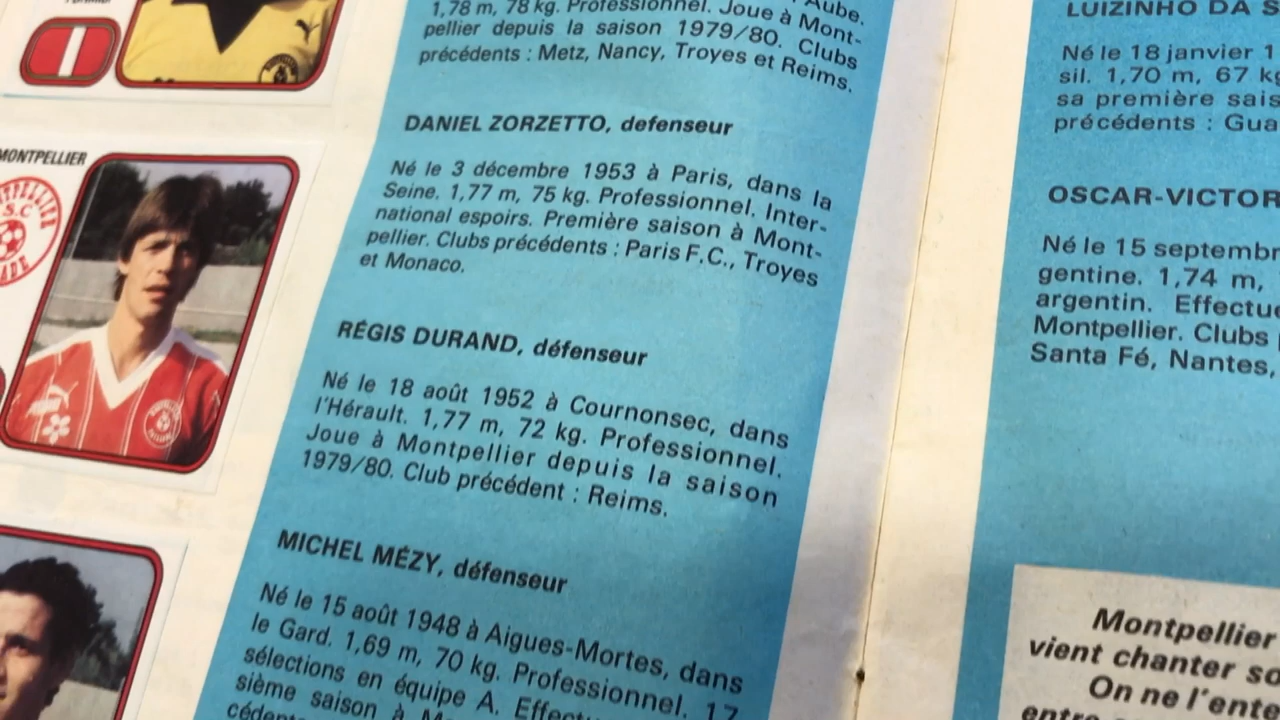 Aube.
1,78 m, 78 kg. Professionnel. Joue à Mont-
pellier depuis la saison 1979/80. Clubs
précédents : Metz, Nancy, Troyes et Reims.
DANIEL ZORZETTO, defenseur
Né le 3 décembre 1953 à Paris, dans la
Seine. 1,77 m, 75 kg. Professionnel. Inter-
national espoirs. Première saison à Mont-
pellier. Clubs précédents : Paris F.C., Troyes
et Monaco.
MONTPELLIER
S.C
RÉGIS DURAND, défenseur
Né le 18 août 1952 à Cournonsec, dans
l'Hérault. 1,77 m, 72 kg. Professionnel.
Joue à Montpellier depuis la saison
1979/80. Club précédent : Reims.
MICHEL MÉZY, défenseur
Né le 15 août 1948 à Aigues-Mortes, dans
le Gard. 1,69 m, 70 kg. Professionnel. 17
sélections en équipe A.
sième saison à
LUIZINHO DA S
Né le 18 janvier 1
sil. 1,70 m, 67 kg
sa première sais
précédents : Gua
OSCAR-VICTOR
Né le 15 septembr
gentine. 1,74 m,
argentin. Effectue
Montpellier. Clubs
Santa Fé, Nantes,
Montpellier
vient chanter so
On ne l'ente